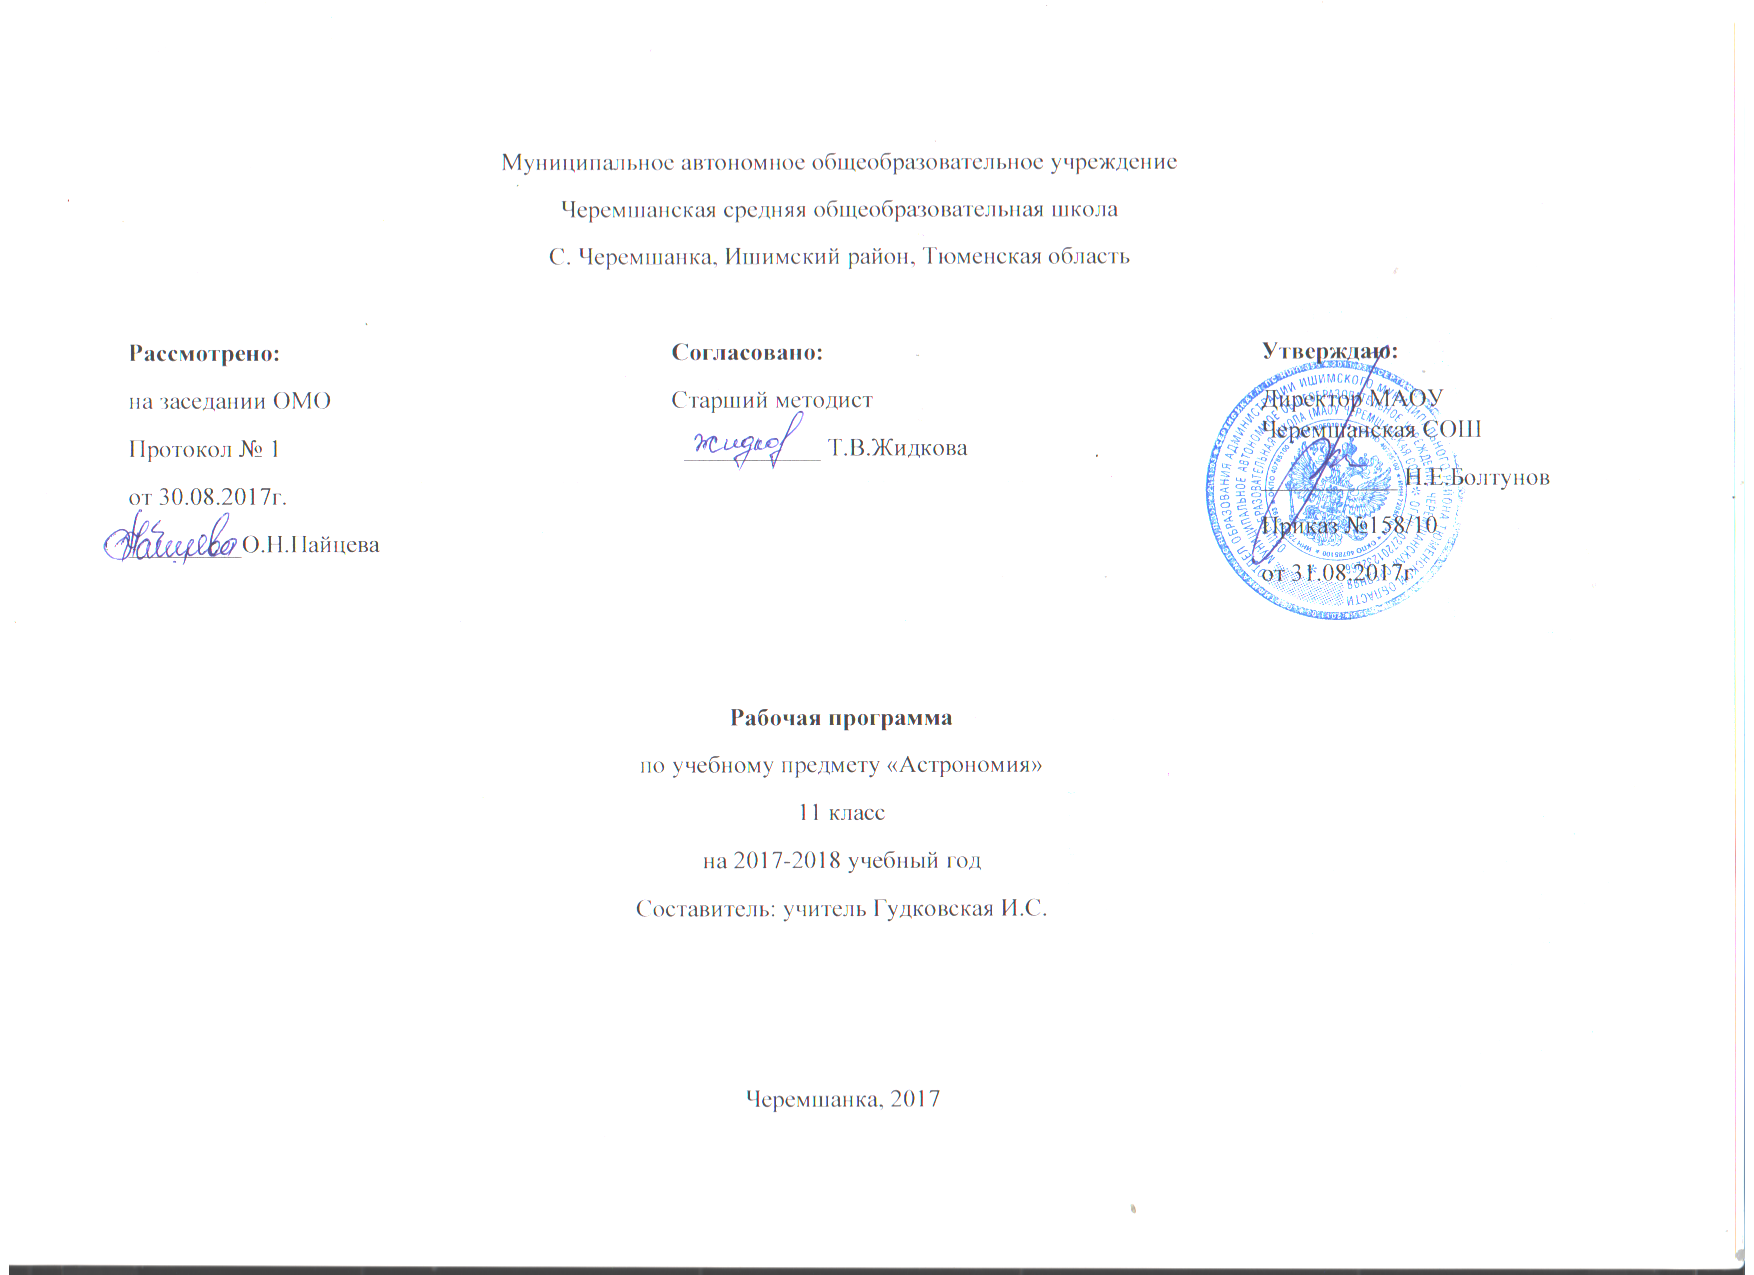 Муниципальное автономное общеобразовательное учреждение
Черемшанская средняя общеобразовательная школа
С. Черемшанка, Ишимский район, Тюменская область
Рассмотрено:
на заседании ОМО
Протокол № 1
от 30.08.2017г.
О.Н.Пайцева
Согласовано:
Старший методист
Т.В.Жидкова
Утверждаю:
Директор МАОУ
Черемшанская СОШ
Н.Е.Болтунов
Приказ №158/10
от 31.08.2017г
Рабочая программа
по учебному предмету «Астрономия»
11 класс
на 2017-2018 учебный год
Составитель: учитель Гудковская И.С.
Черемшанка, 2017